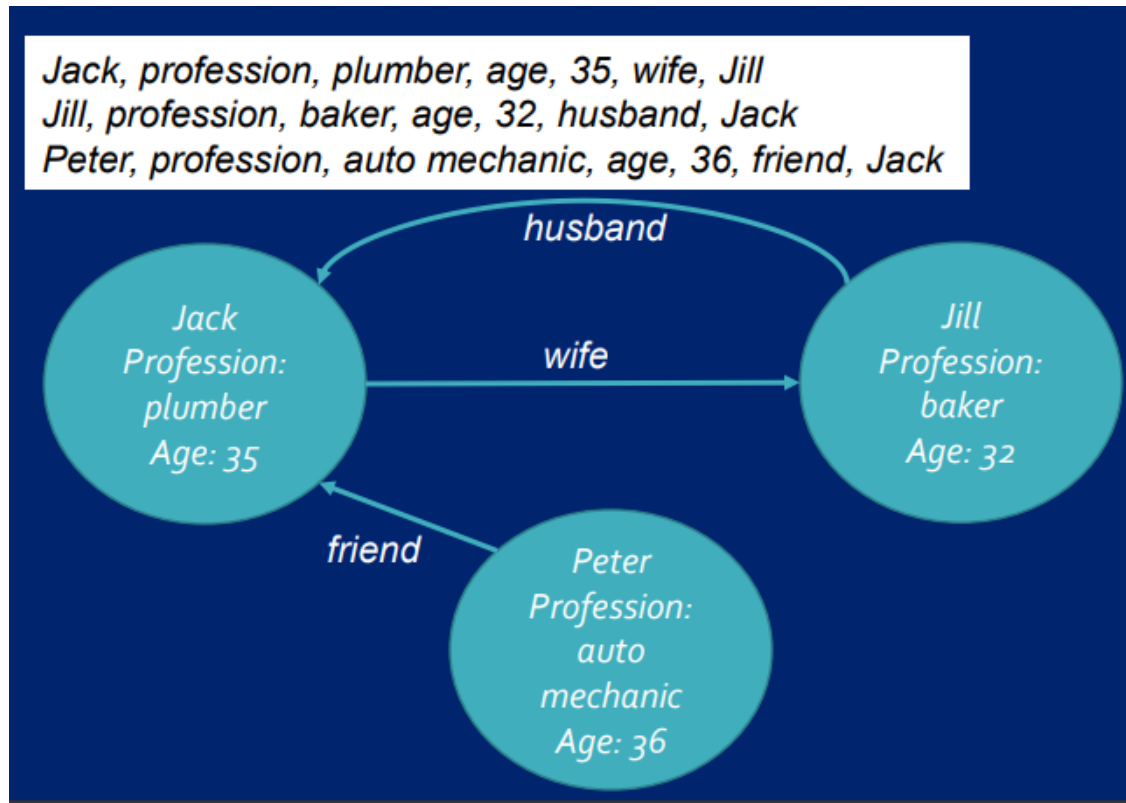 Jack, profession, plumber, age, 35, wife, Jill
Jill, profession, baker, age, 32, husband, Jack
Peter, profession, auto mechanic, age, 36, friend, Jack
husband
Jack
Profession:
plumber
Age: 35
wife
Jill
Profession:
baker
Age: 32
friend
Peter
Profession:
auto
mechanic
Age: 36